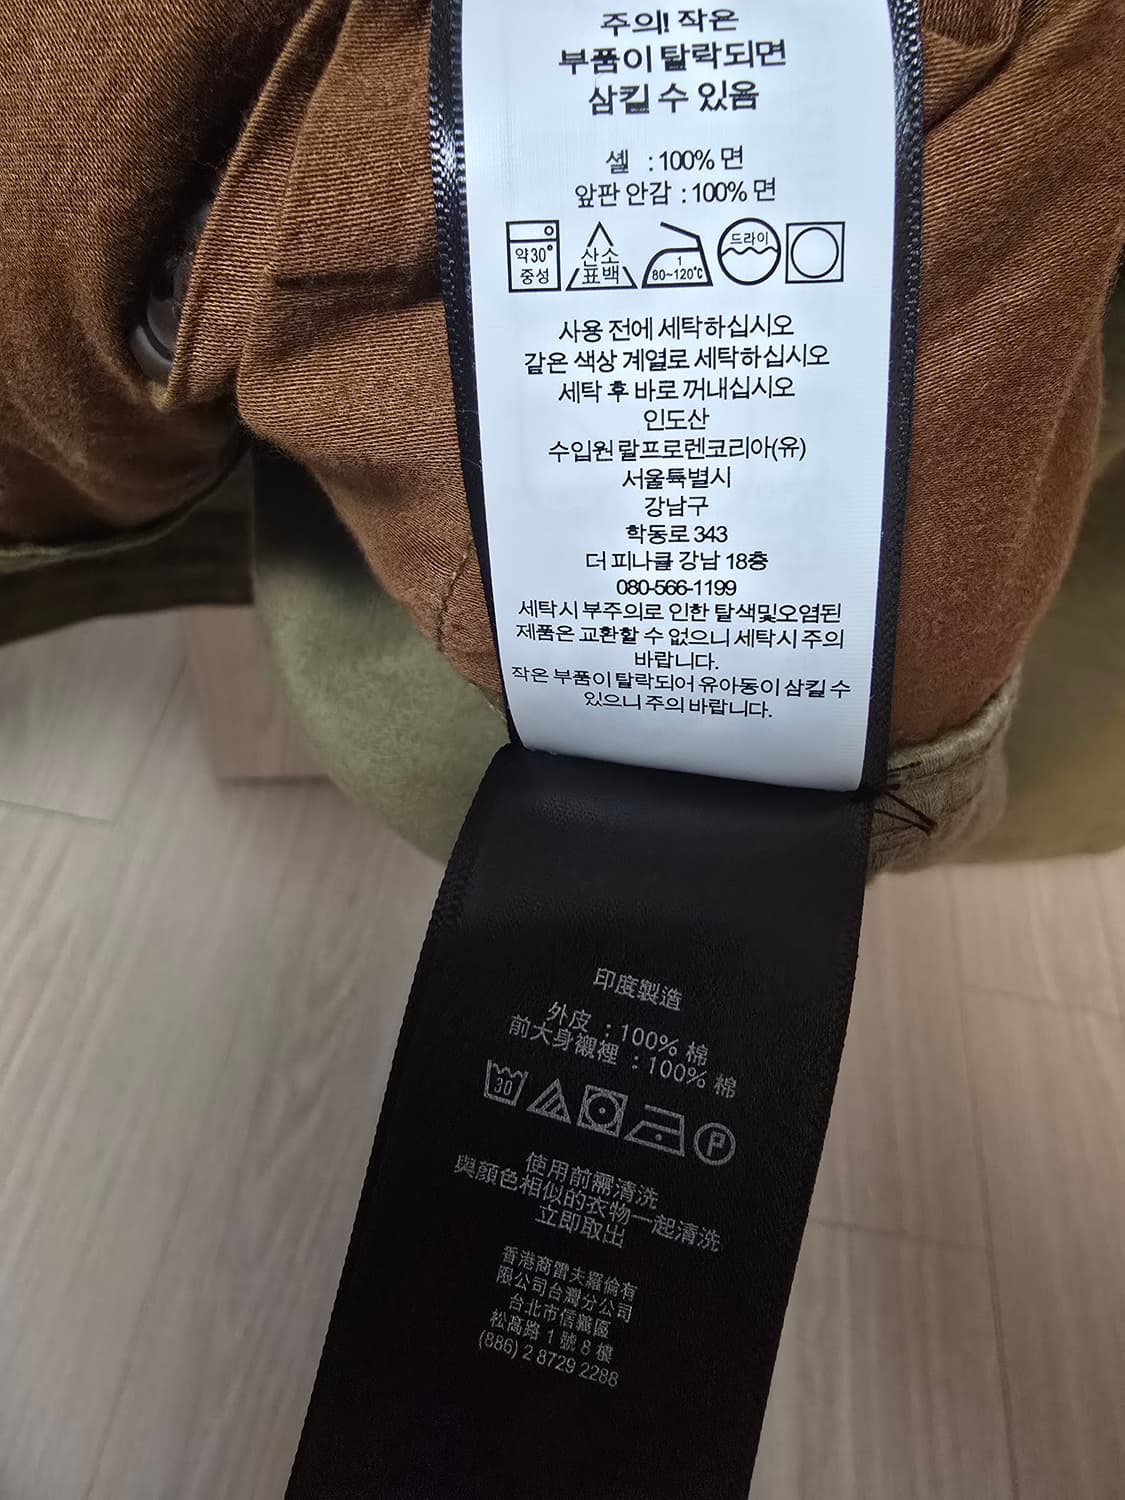 주의! 작은
부품이 탈락되면
삼킬 수 있음
셸 : 100% 면
앞판 안감 : 100% 면
약30°
중성
산소
표백
1
80~120℃
드라이
사용 전에 세탁하십시오
같은 색상 계열로 세탁하십시오
세탁 후 바로 꺼내십시오
인도산
수입원 랄프로렌코리아(유)
서울특별시
강남구
학동로 343
더 피나클 강남 18층
080-566-1199
세탁시 부주의로 인한 탈색및오염된
제품은 교환할 수 없으니 세탁시 주의
바랍니다.
작은 부품이 탈락되어 유아동이 삼킬 수
있으니 주의 바랍니다.
印度製造
外皮 : 100% 棉
前大身襯裡 : 100% 棉
30
P
使用前需清洗
與顏色相似的衣物一起清洗
立即取出
香港商雷夫羅倫有
限公司台灣分公司
台北市信義區
松高路 1 號 8 樓
(886) 2 8729 2288